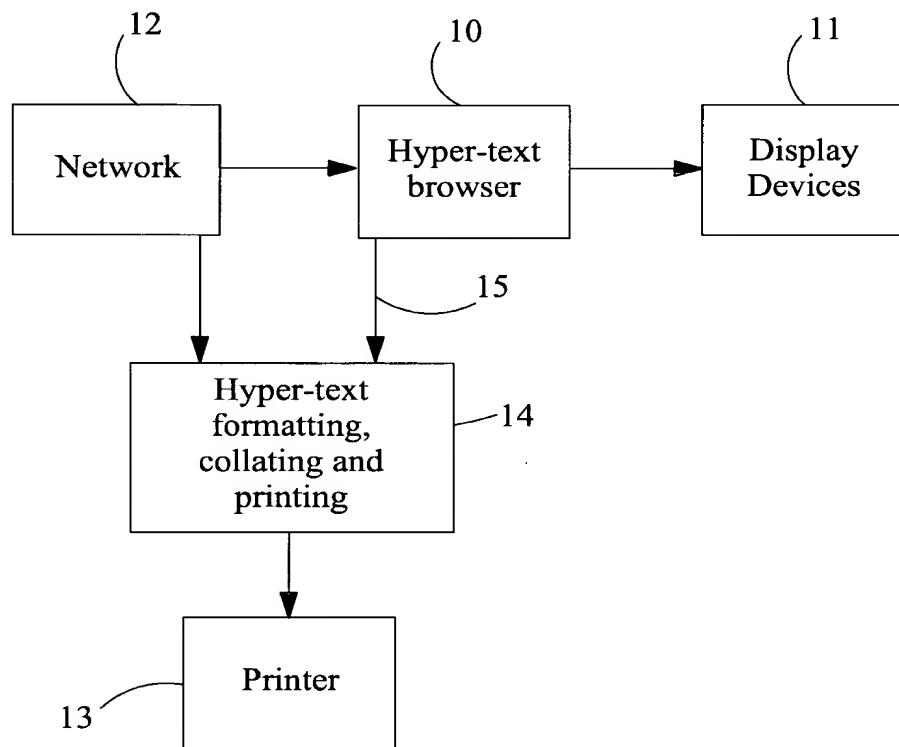 12
10
11
Network
Hyper-text
browser
Display
Devices
15
Hyper-text
formatting,
collating and
printing
14
Printer
13